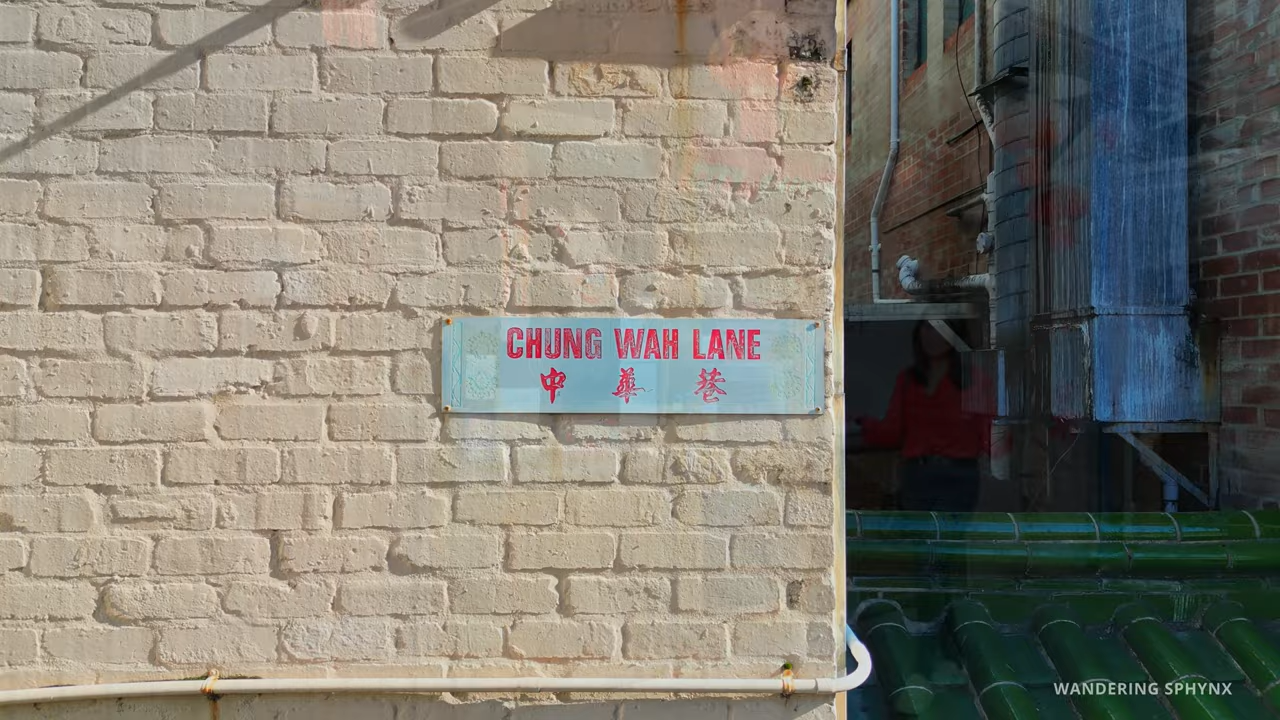 CHUNG WAH LANE
中 華 巷
WANDERING SPHYNX